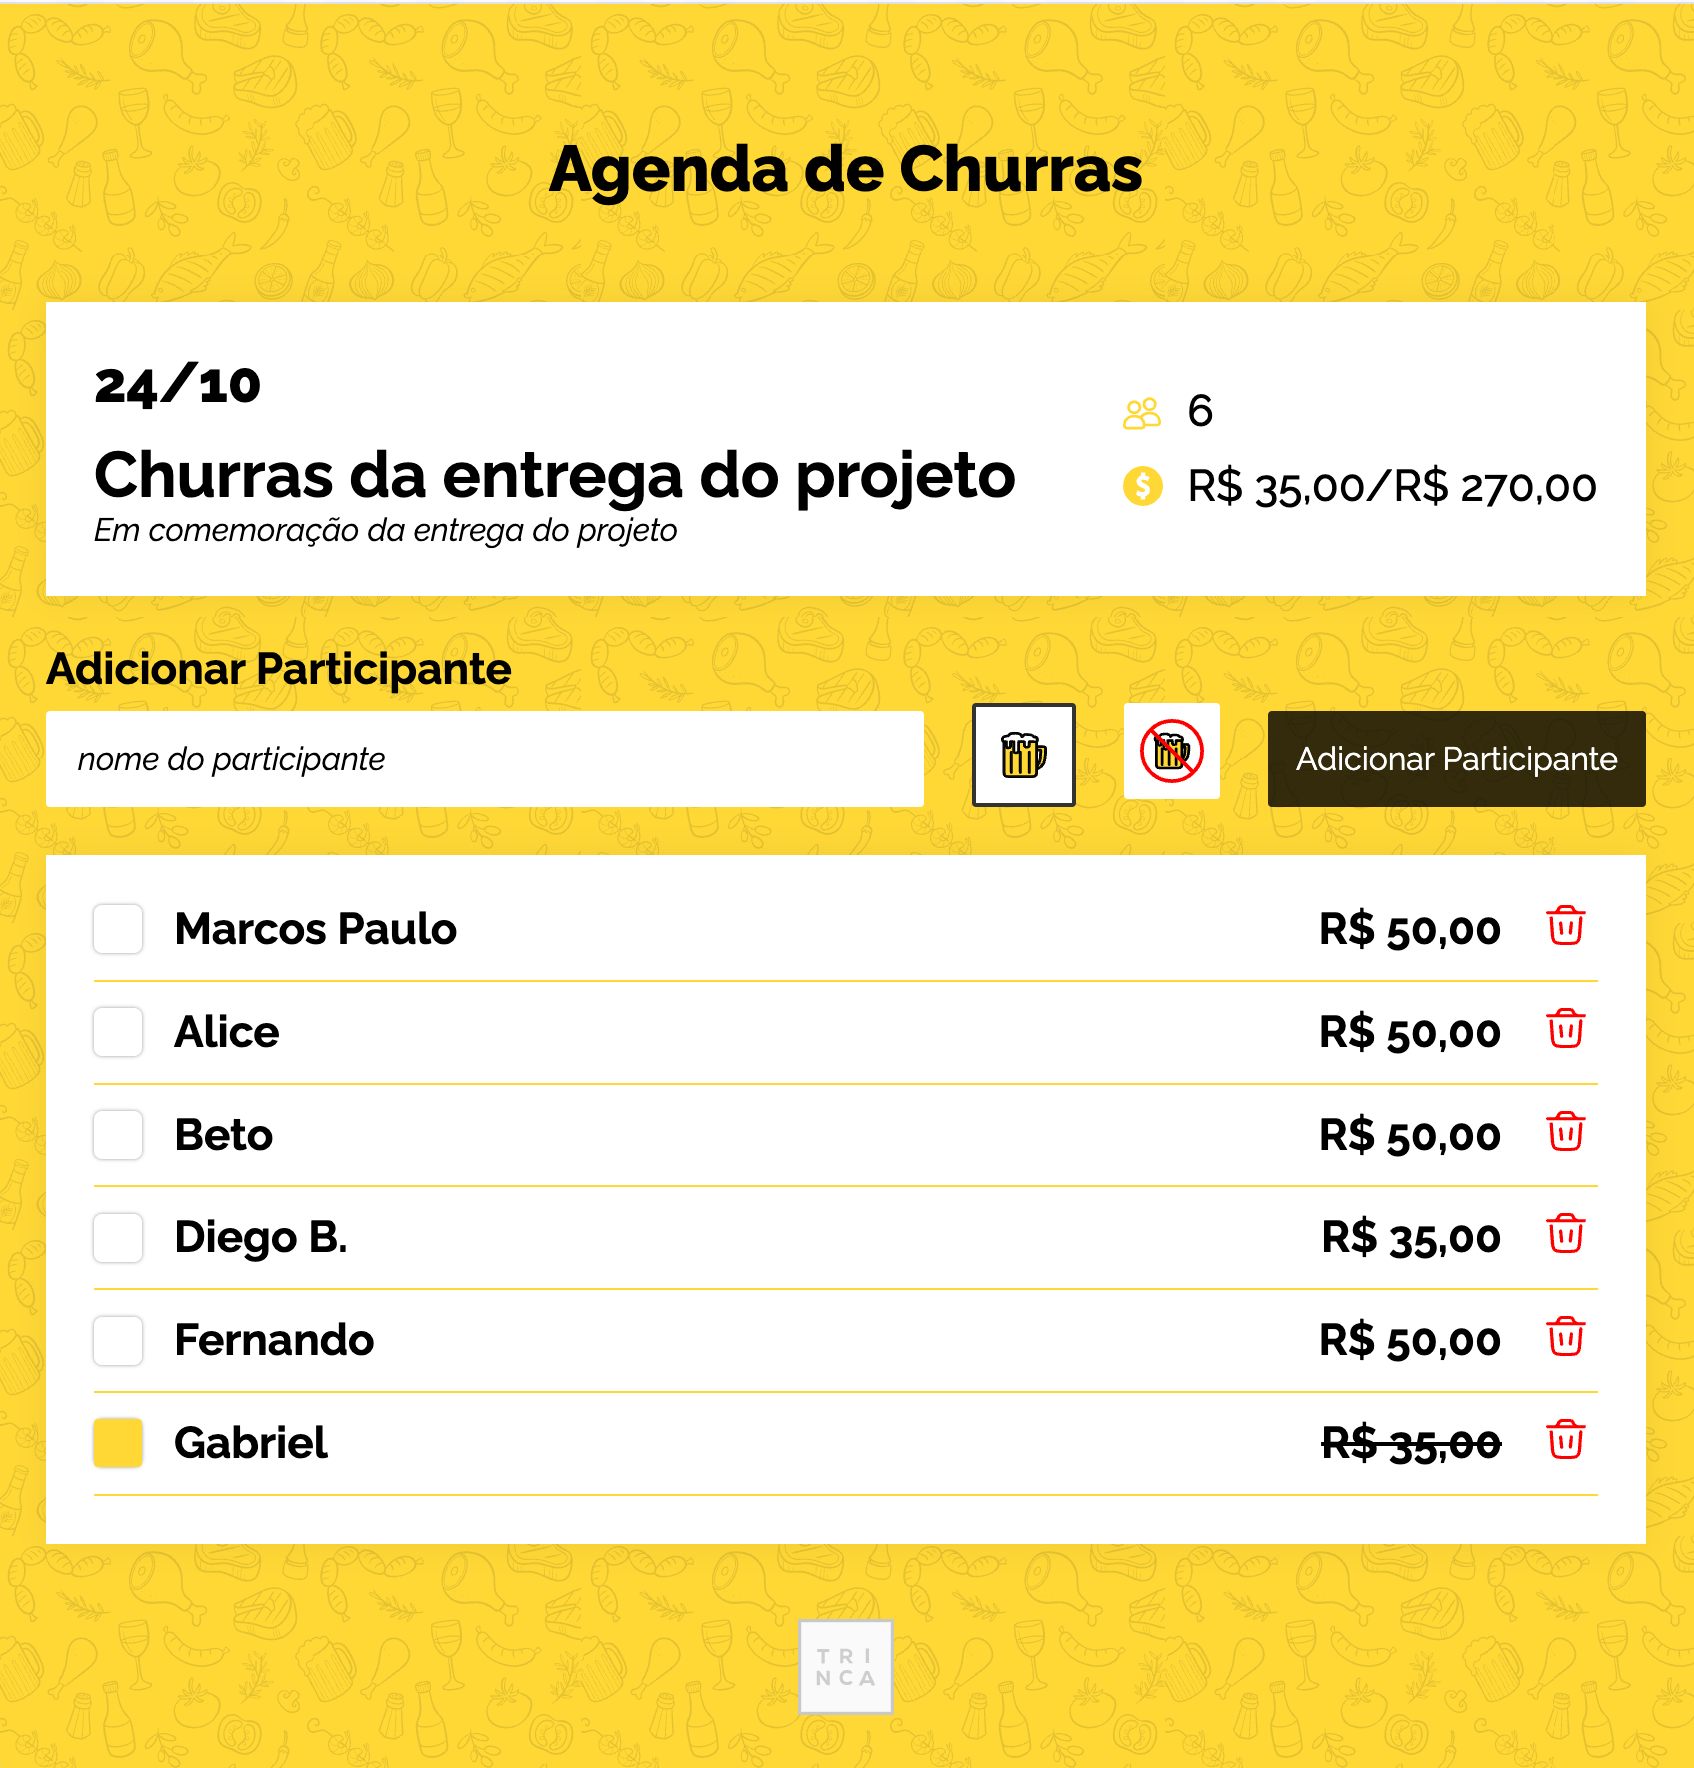 Agenda de Churras
24/10
6
Churras da entrega do projeto
R$ 35,00/R$ 270,00
Em comemoração da entrega do projeto
Adicionar Participante
nome do participante
Adicionar Participante
Marcos Paulo R$ 50,00
Alice R$ 50,00
Beto R$ 50,00
Diego B. R$ 35,00
Fernando R$ 50,00
Gabriel R$ 35,00
TRI
NCA